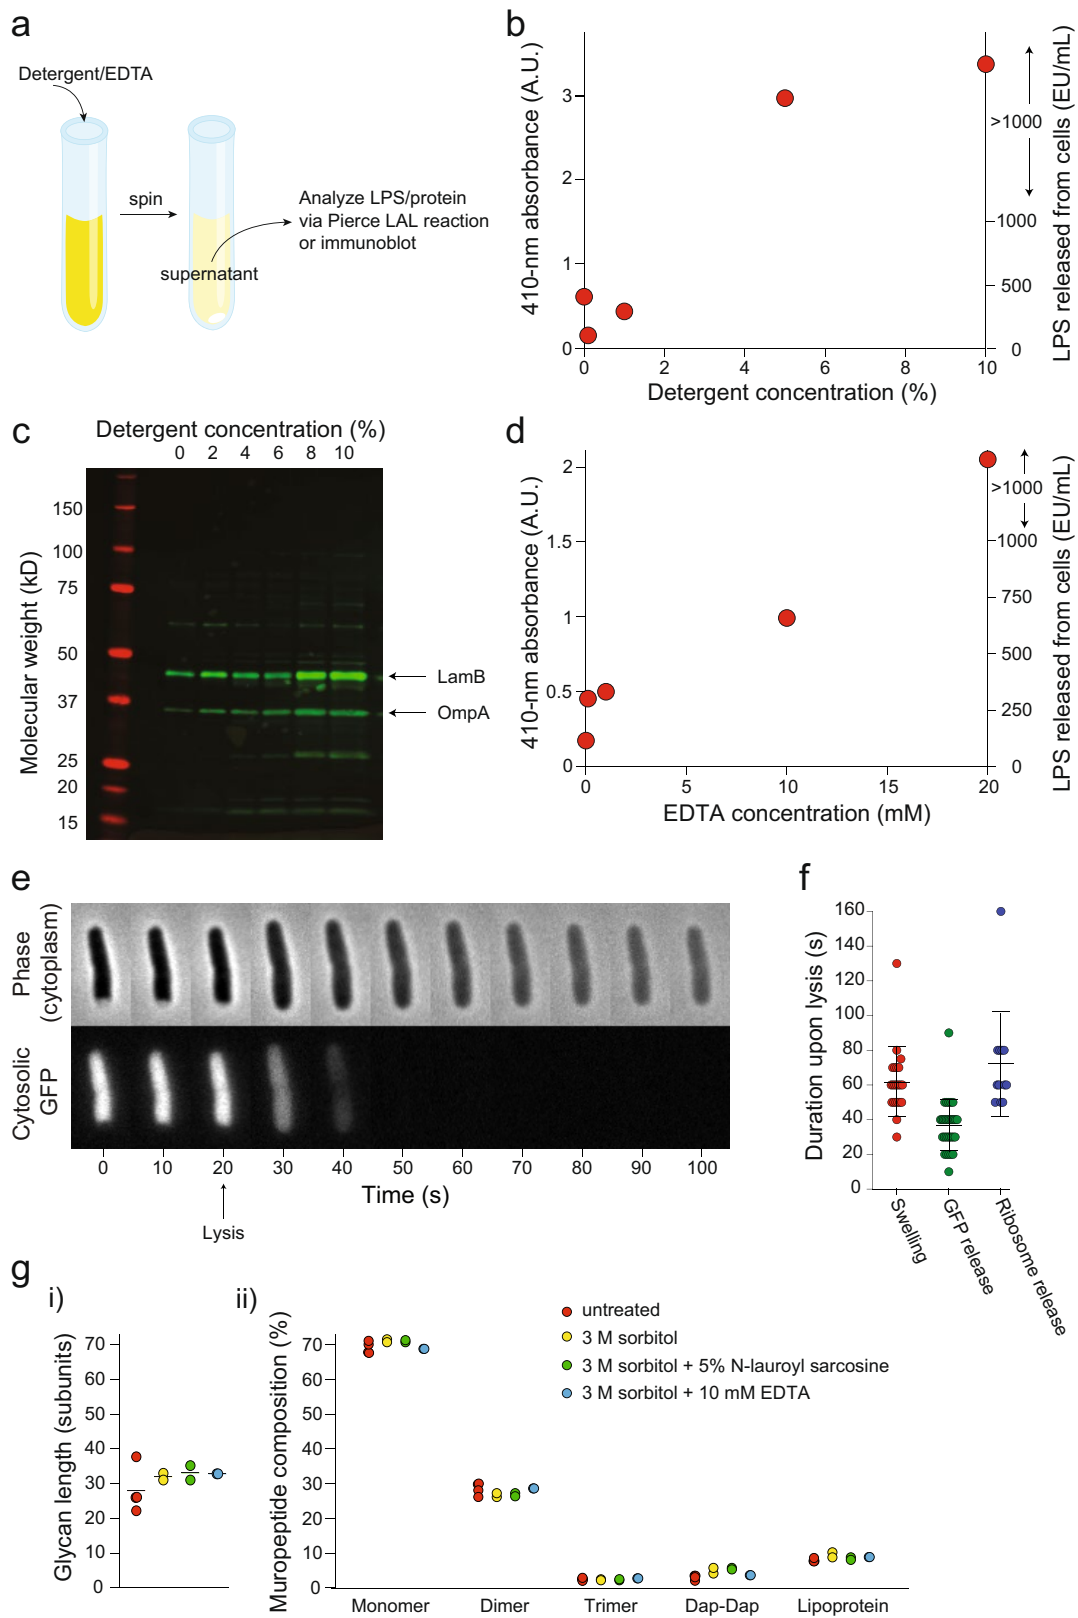 a
Detergent/EDTA
spin
supernatant
Analyze LPS/protein
via Pierce LAL reaction
or immunoblot
b
410-nm absorbance (A.U.)
3
2
1
0
0 2 4 6 8 10
Detergent concentration (%)
>1000
1000
500
0
LPS released from cells (EU/mL)
c
Detergent concentration (%)
0 2 4 6 8 10
Molecular weight (kD)
150
100
75
50
37
25
20
15
LamB
OmpA
d
410-nm absorbance (A.U.)
2
1.5
1
0.5
0
0 5 10 15 20
EDTA concentration (mM)
>1000
1000
750
500
250
0
LPS released from cells (EU/mL)
e
Phase
(cytoplasm)
Cytosolic
GFP
0 10 20 30 40 50 60 70 80 90 100
Time (s)
Lysis
f
Duration upon lysis (s)
160
140
120
100
80
60
40
20
0
Swelling
GFP release
Ribosome release
g
i)
Glycan length (subunits)
70
60
50
40
30
20
10
0
ii)
Muropeptide composition (%)
70
60
50
40
30
20
10
0
untreated
3 M sorbitol
3 M sorbitol + 5% N-lauroyl sarcosine
3 M sorbitol + 10 mM EDTA
Monomer Dimer Trimer Dap-Dap Lipoprotein